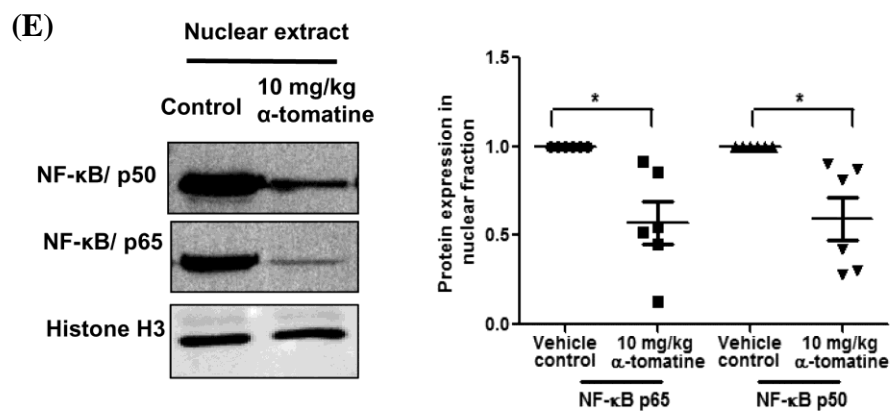 (E)
Nuclear extract
Control
10 mg/kg
α-tomatine
NF-κB/ p50
NF-κB/ p65
Histone H3
Protein expression in
nuclear fraction
1.5
1.0
0.5
0.0
*
*
Vehicle
control
10 mg/kg
α-tomatine
Vehicle
control
10 mg/kg
α-tomatine
NF-κB p65
NF-κB p50